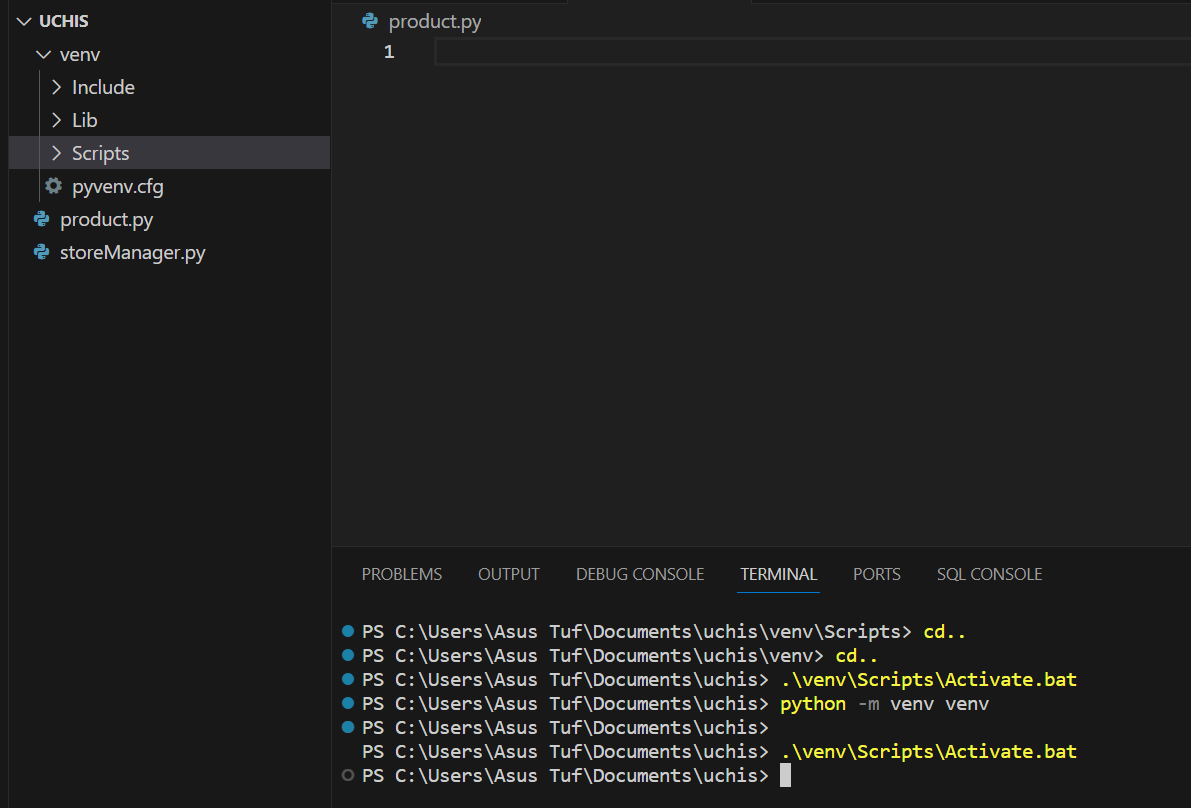 UCHIS
venv
Include
Lib
Scripts
pyvenv.cfg
product.py
storeManager.py
product.py
1
PROBLEMS OUTPUT DEBUG CONSOLE TERMINAL PORTS SQL CONSOLE
PS C:\Users\Asus Tuf\Documents\uchis\venv\Scripts> cd..
PS C:\Users\Asus Tuf\Documents\uchis\venv> cd..
PS C:\Users\Asus Tuf\Documents\uchis> .\venv\Scripts\Activate.bat
PS C:\Users\Asus Tuf\Documents\uchis> python -m venv venv
PS C:\Users\Asus Tuf\Documents\uchis>
PS C:\Users\Asus Tuf\Documents\uchis> .\venv\Scripts\Activate.bat
PS C:\Users\Asus Tuf\Documents\uchis>